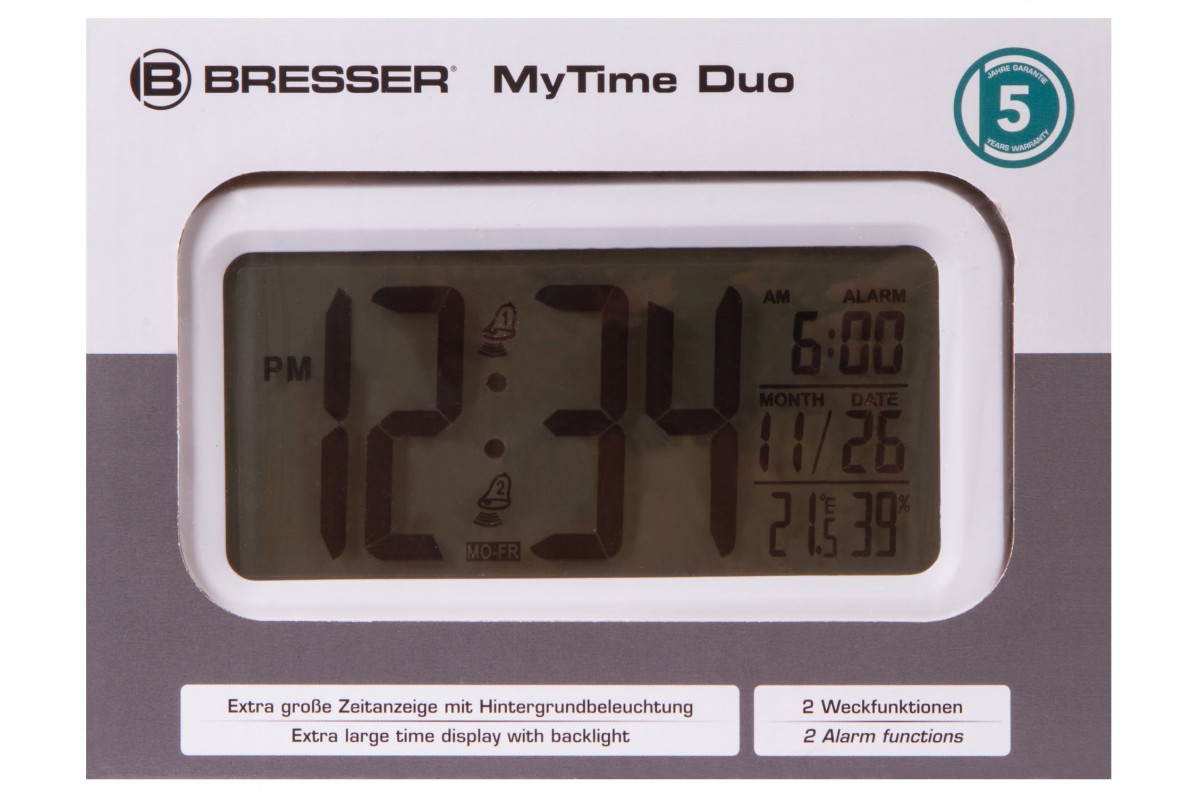 B BRESSER® MyTime Duo
JAHRE GARANTIE
5
YEARS WARRANTY
AM ALARM
6:00
1
PM 12:34
MONTH DATE
11/26
2
MO-FR
21.5°E 39%
Extra große Zeitanzeige mit Hintergrundbeleuchtung
Extra large time display with backlight
2 Weckfunktionen
2 Alarm functions